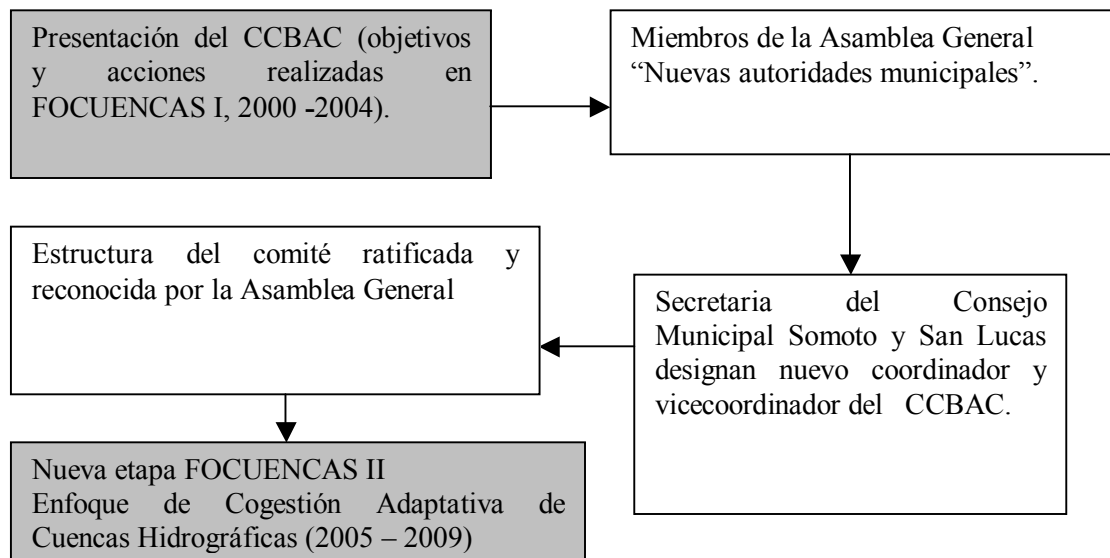 Presentación del CCBAC (objetivos
y acciones realizadas en
FOCUENCAS I, 2000 -2004).
Miembros de la Asamblea General
“Nuevas autoridades municipales”.
Secretaria del Consejo
Municipal Somoto y San Lucas
designan nuevo coordinador y
vicecoordinador del CCBAC.
Estructura del comité ratificada y
reconocida por la Asamblea General
Nueva etapa FOCUENCAS II
Enfoque de Cogestión Adaptativa de
Cuencas Hidrográficas (2005 – 2009)